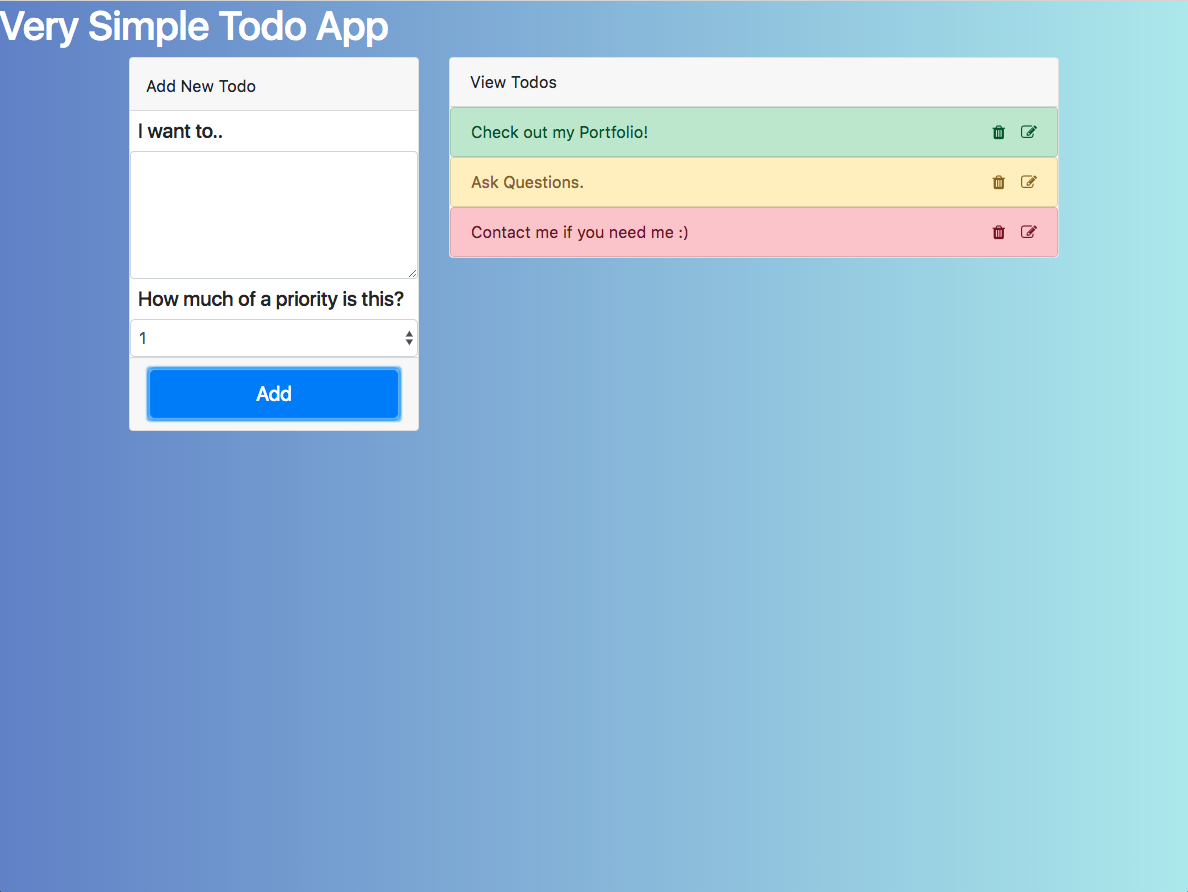 Very Simple Todo App
Add New Todo
I want to..
How much of a priority is this?
1
Add
View Todos
Check out my Portfolio!
Ask Questions.
Contact me if you need me :)